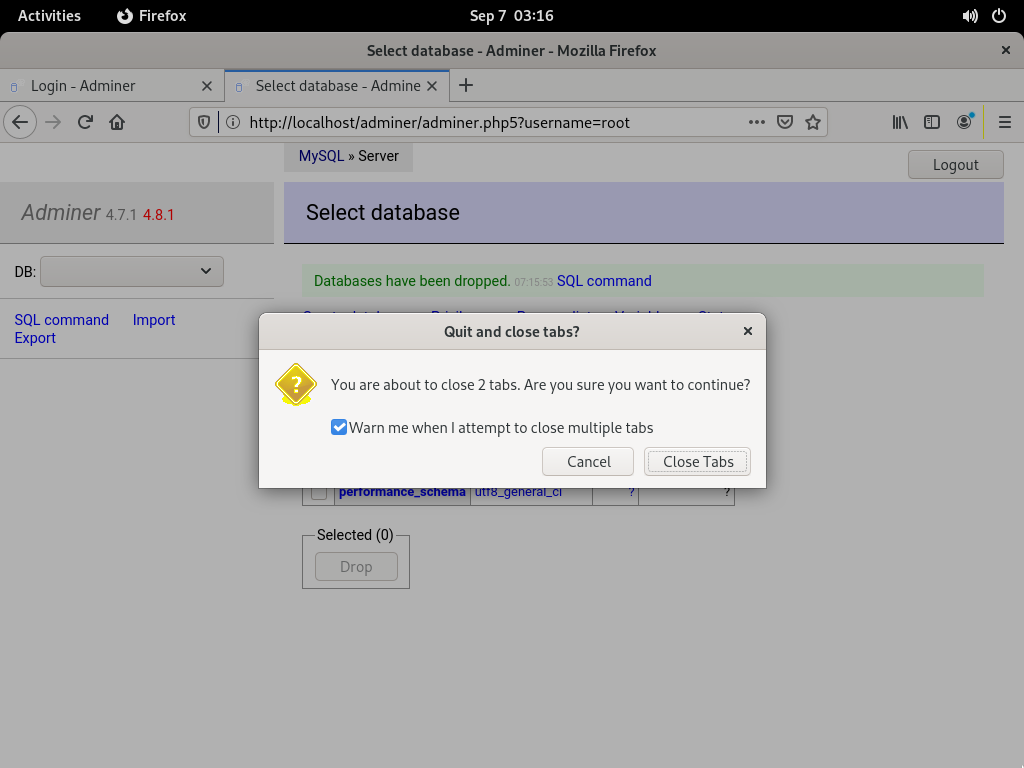 Activities Firefox Sep 7 03:16
Select database - Adminer - Mozilla Firefox
Login - Adminer Select database - Admine
http://localhost/adminer/adminer.php5?username=root
MySQL » Server
Logout
Adminer 4.7.1 4.8.1
Select database
DB:
Databases have been dropped. 07:15:53 SQL command
SQL command Import
Export
Quit and close tabs?
You are about to close 2 tabs. Are you sure you want to continue?
Warn me when I attempt to close multiple tabs
Cancel Close Tabs
performance_schema utf8_general_ci ? ?
Selected (0)
Drop